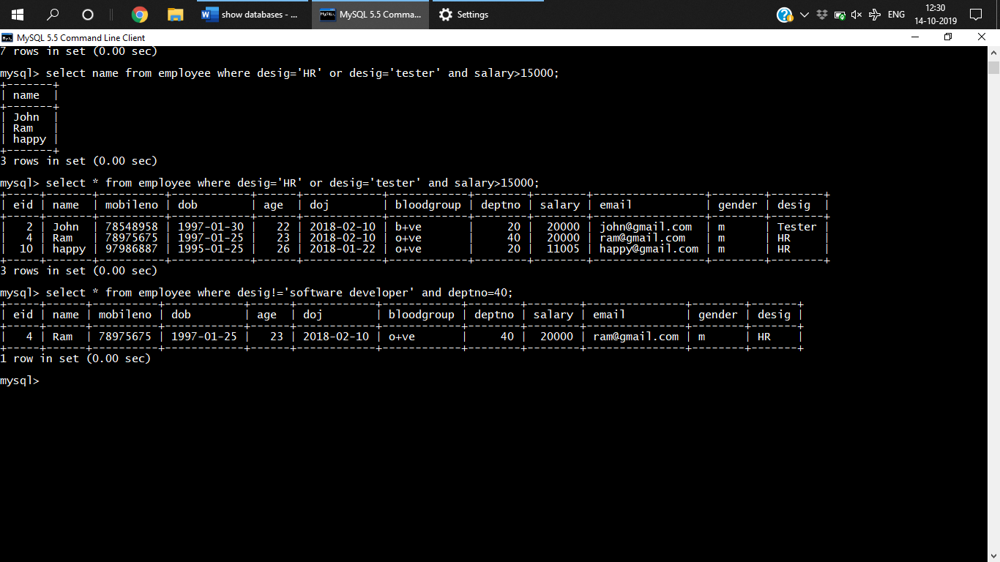 show databases - ...
MySQL 5.5 Comma...
Settings
ENG
12:30
14-10-2019
MySQL 5.5 Command Line Client
7 rows in set (0.00 sec)
mysql> select name from employee where desig='HR' or desig='tester' and salary>15000;
+-------+
| name  |
+-------+
| John  |
| Ram   |
| happy |
+-------+
3 rows in set (0.00 sec)
mysql> select * from employee where desig='HR' or desig='tester' and salary>15000;
+-----+-------+----------+------------+------+------------+------------+--------+--------+-----------------+--------+--------+
| eid | name  | mobileno | dob        | age  | doj        | bloodgroup | deptno | salary | email           | gender | desig  |
+-----+-------+----------+------------+------+------------+------------+--------+--------+-----------------+--------+--------+
|   2 | John  | 78548958 | 1997-01-30 |   22 | 2018-02-10 | b+ve       |     20 |  20000 | john@gmail.com  | m      | Tester |
|   4 | Ram   | 78975675 | 1997-01-25 |   23 | 2018-02-10 | o+ve       |     40 |  20000 | ram@gmail.com   | m      | HR     |
|  10 | happy | 97986887 | 1995-01-25 |   26 | 2018-01-22 | o+ve       |     20 |  11005 | happy@gmail.com | m      | HR     |
+-----+-------+----------+------------+------+------------+------------+--------+--------+-----------------+--------+--------+
3 rows in set (0.00 sec)
mysql> select * from employee where desig!='software developer' and deptno=40;
+-----+------+----------+------------+------+------------+------------+--------+--------+---------------+--------+-------+
| eid | name | mobileno | dob        | age  | doj        | bloodgroup | deptno | salary | email         | gender | desig |
+-----+------+----------+------------+------+------------+------------+--------+--------+---------------+--------+-------+
|   4 | Ram  | 78975675 | 1997-01-25 |   23 | 2018-02-10 | o+ve       |     40 |  20000 | ram@gmail.com | m      | HR    |
+-----+------+----------+------------+------+------------+------------+--------+--------+---------------+--------+-------+
1 row in set (0.00 sec)
mysql>